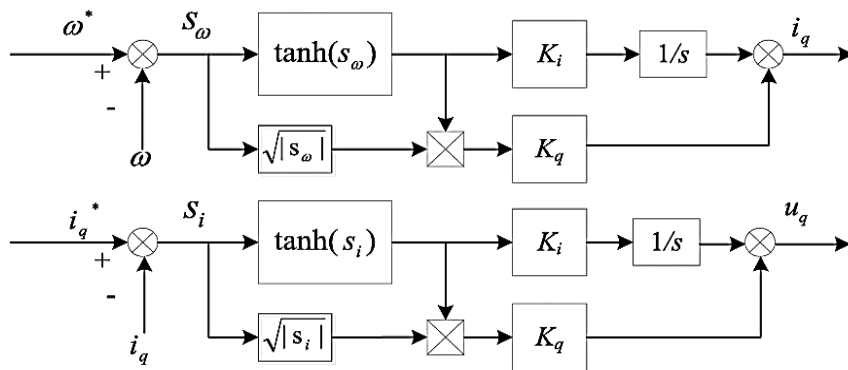 ω* S_ω tanh(s_ω) K_i 1/s i_q
+
-
ω √|s_ω| K_q
i_q* S_i tanh(s_i) K_i 1/s u_q
+
-
i_q √|s_i| K_q